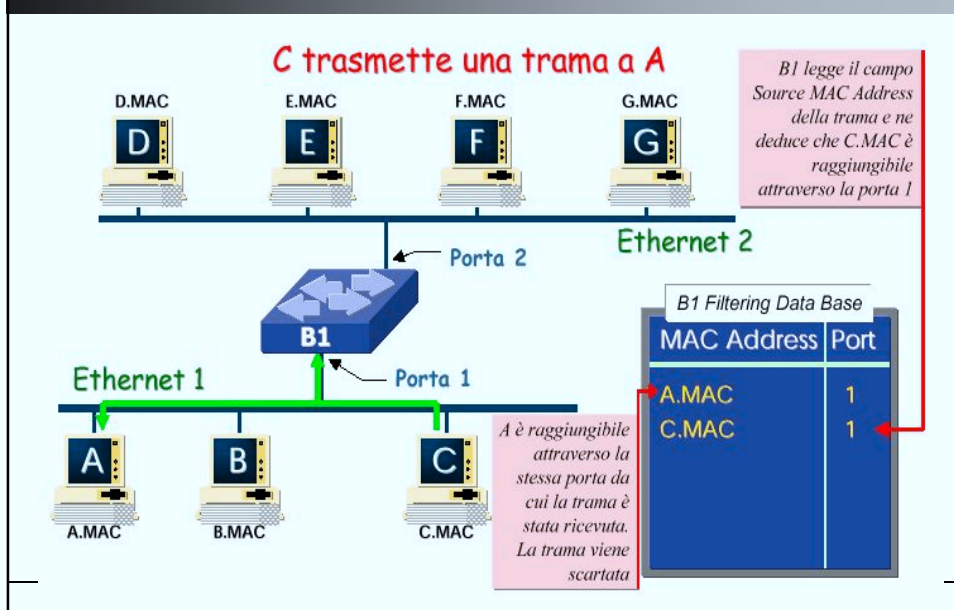 C trasmette una trama a A
B1 legge il campo
Source MAC Address
della trama e ne
deduce che C.MAC è
raggiungibile
attraverso la porta 1
D.MAC
E.MAC
F.MAC
G.MAC
D
E
F
G
Ethernet 2
Porta 2
B1
Porta 1
Ethernet 1
B1 Filtering Data Base
MAC Address Port
A.MAC 1
C.MAC 1
A è raggiungibile
attraverso la
stessa porta da
cui la trama è
stata ricevuta.
La trama viene
scartata
A
B
C
A.MAC
B.MAC
C.MAC